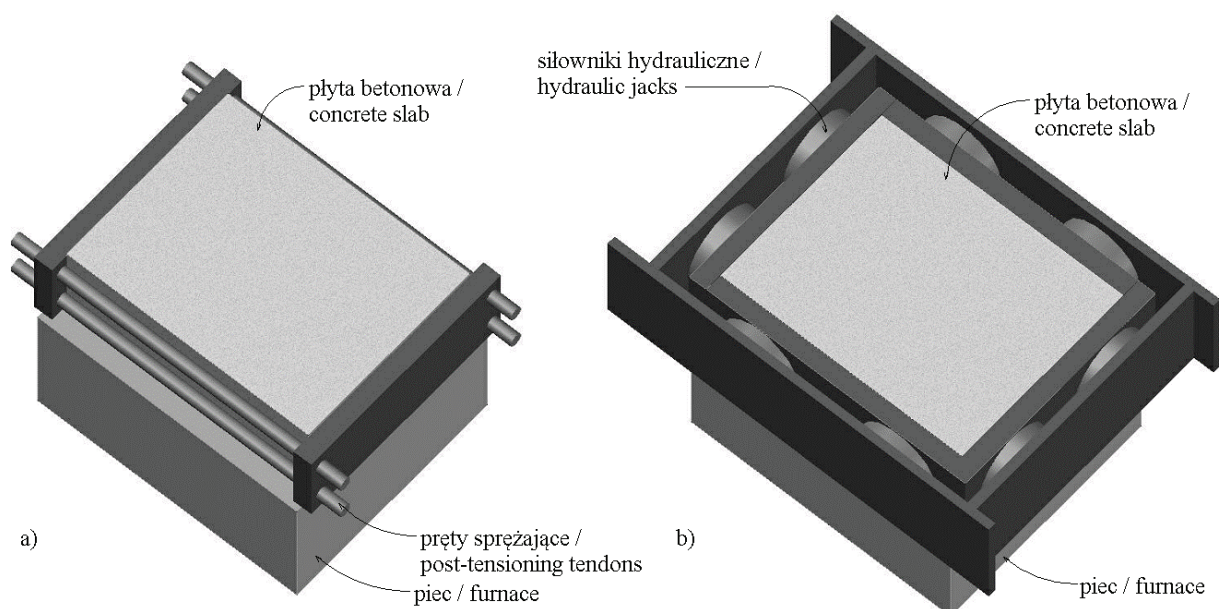 płyta betonowa /
concrete slab
pręty sprężające /
post-tensioning tendons
piec / furnace
a)
siłowniki hydrauliczne /
hydraulic jacks
płyta betonowa /
concrete slab
piec / furnace
b)